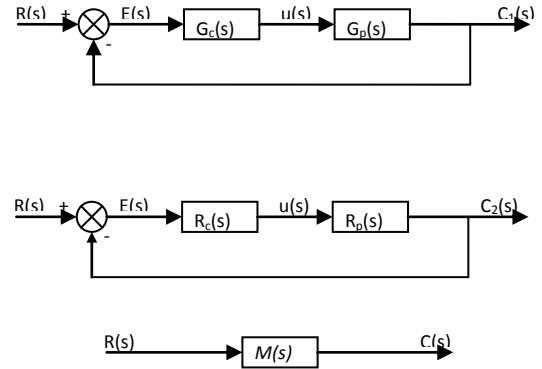 R(s) + E(s) G_c(s) u(s) G_p(s) C_1(s)
-
R(s) + E(s) R_c(s) u(s) R_p(s) C_2(s)
-
R(s) M(s) C(s)